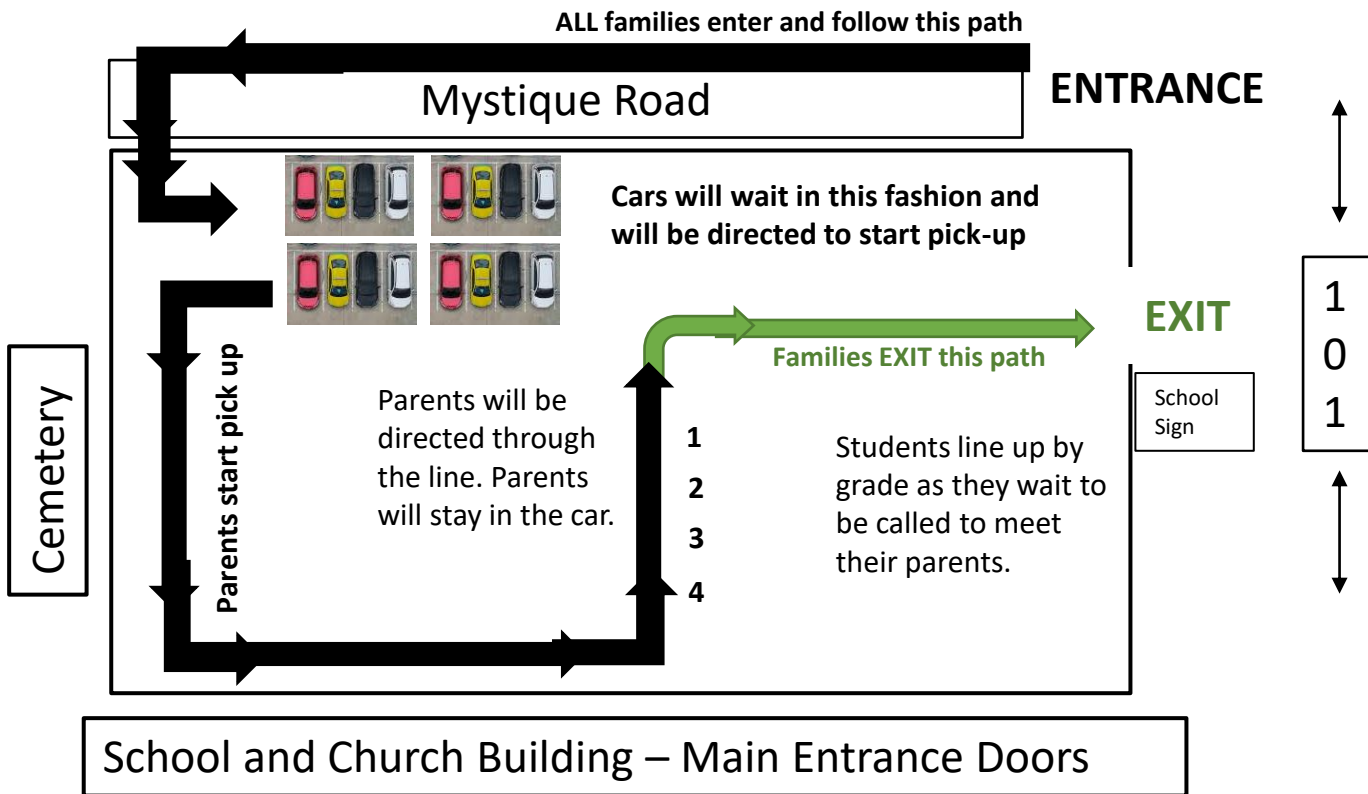 ALL families enter and follow this path
Mystique Road
ENTRANCE
Cars will wait in this fashion and
will be directed to start pick-up
EXIT
Families EXIT this path
1
0
1
School
Sign
Cemetery
Parents start pick up
Parents will be
directed through
the line. Parents
will stay in the car.
1
2
3
4
Students line up by
grade as they wait to
be called to meet
their parents.
School and Church Building – Main Entrance Doors